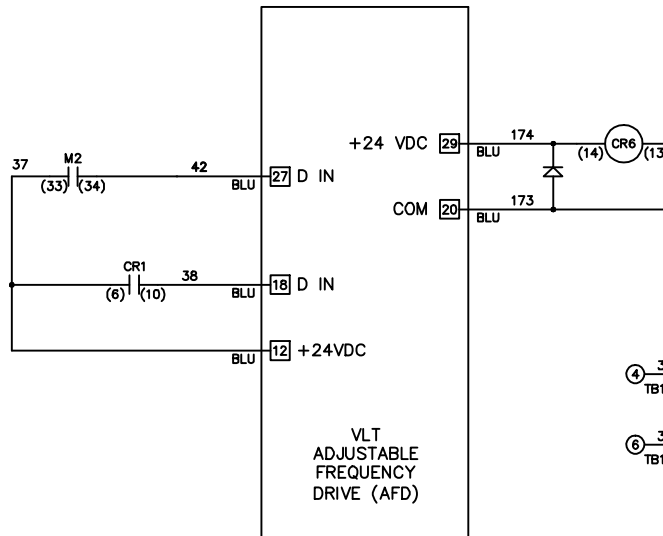 +24 VDC 29 174 BLU (14) CR6 (13
37 M2 (33) (34) 42 BLU 27 D IN
COM 20 173 BLU
CR1 (6) (10) 38 BLU 18 D IN
BLU 12 +24VDC
4 3 TB1
6 3 TB1
VLT
ADJUSTABLE
FREQUENCY
DRIVE (AFD)